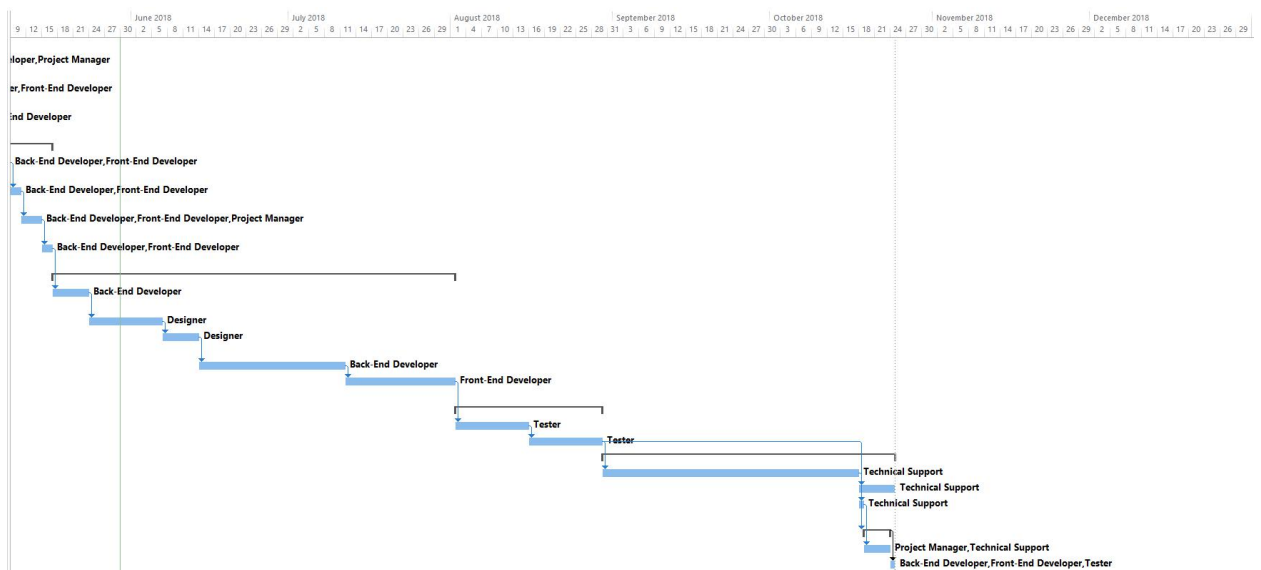 June 2018 July 2018 August 2018 September 2018 October 2018 November 2018 December 2018
9 12 15 18 21 24 27 30 2 5 8 11 14 17 20 23 26 29 2 5 8 11 14 17 20 23 26 29 1 4 7 10 13 16 19 22 25 28 31 3 6 9 12 15 18 21 24 27 30 3 6 9 12 15 18 21 24 27 30 2 5 8 11 14 17 20 23 26 29 2 5 8 11 14 17 20 23 26 29
loper,Project Manager
er,Front-End Developer
End Developer
Back-End Developer,Front-End Developer
Back-End Developer,Front-End Developer
Back-End Developer,Front-End Developer,Project Manager
Back-End Developer,Front-End Developer
Back-End Developer
Designer
Designer
Back-End Developer
Front-End Developer
Tester
Tester
Technical Support
Technical Support
Technical Support
Project Manager,Technical Support
Back-End Developer,Front-End Developer,Tester